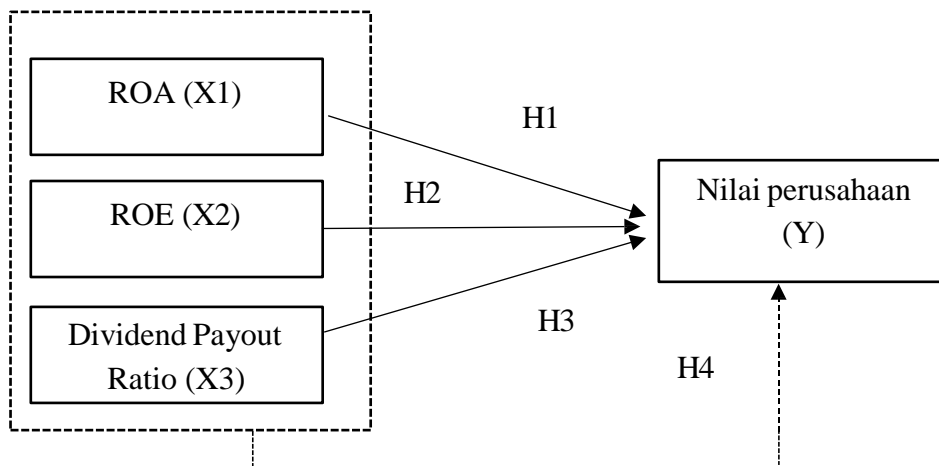 ROA (X1)
H1
H2
ROE (X2)
Nilai perusahaan
(Y)
Dividend Payout
Ratio (X3)
H3
H4